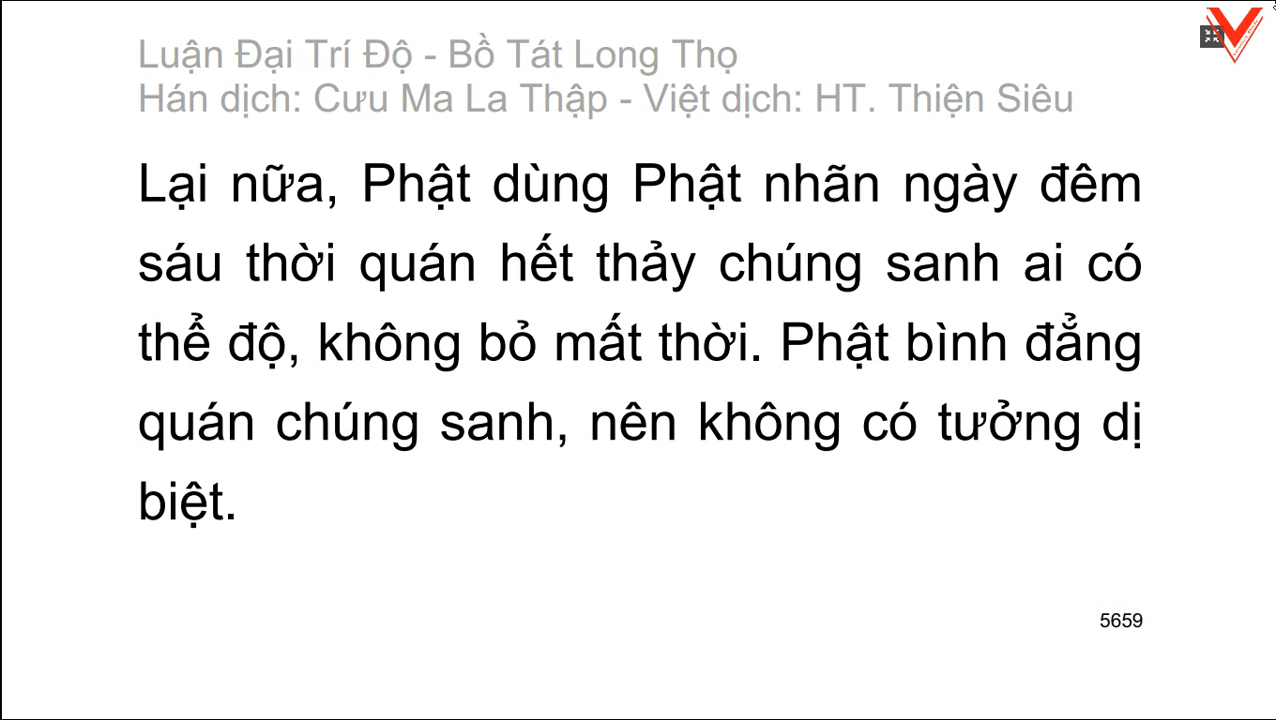 Luận Đại Trí Độ - Bồ Tát Long Thọ
Hán dịch: Cưu Ma La Thập - Việt dịch: HT. Thiện Siêu
Lại nữa, Phật dùng Phật nhãn ngày đêm
sáu thời quán hết thảy chúng sanh ai có
thể độ, không bỏ mất thời. Phật bình đẳng
quán chúng sanh, nên không có tưởng dị
biệt.
5659